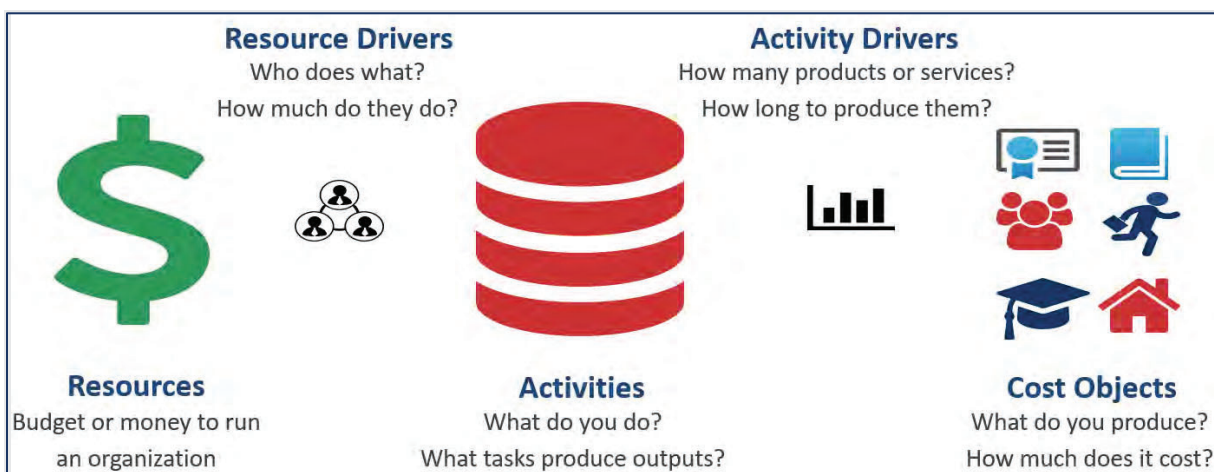 Resource Drivers
Who does what?
How much do they do?
Activity Drivers
How many products or services?
How long to produce them?
Resources
Budget or money to run
an organization
Activities
What do you do?
What tasks produce outputs?
Cost Objects
What do you produce?
How much does it cost?